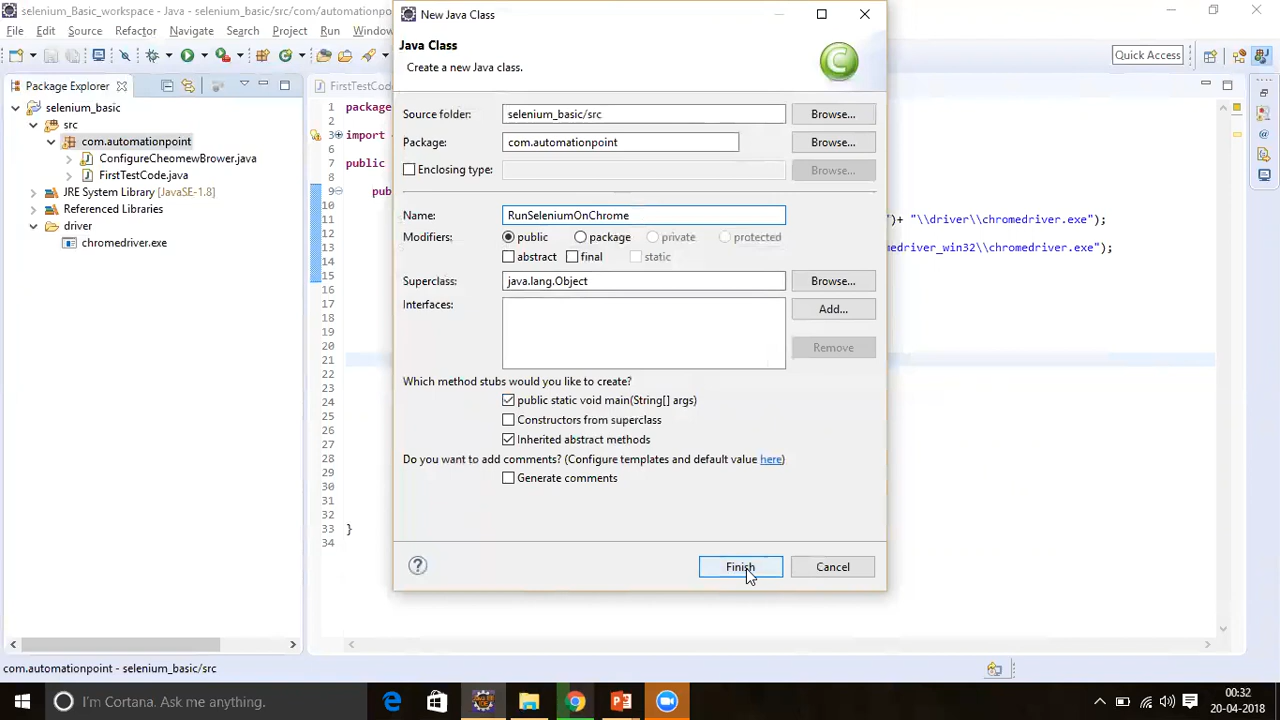 selenium_Basic_workspace - Java - selenium_basic/src/com/automationpoint
New Java Class
File Edit Source Refactor Navigate Search Project Run Window
Java Class
Create a new Java class.
Quick Access
Package Explorer
FirstTestCode.java
selenium_basic
src
com.automationpoint
ConfigureCheomewBrower.java
FirstTestCode.java
JRE System Library [JavaSE-1.8]
Referenced Libraries
driver
chromedriver.exe
1 package
3 import
6
7 public
8
9 pub
10
11 ")+ "\\driver\\chromedriver.exe");
12
13 medriver_win32\\chromedriver.exe");
14
15
16
17
18
19
20
21
22
23
24
25
26
27
28
29
30
31
32
33 }
34
Source folder: selenium_basic/src Browse...
Package: com.automationpoint Browse...
Enclosing type: Browse...
Name: RunSeleniumOnChrome
Modifiers: public package private protected
abstract final static
Superclass: java.lang.Object Browse...
Interfaces: Add...
Remove
Which method stubs would you like to create?
public static void main(String[] args)
Constructors from superclass
Inherited abstract methods
Do you want to add comments? (Configure templates and default value here)
Generate comments
? Finish Cancel
com.automationpoint - selenium_basic/src
I'm Cortana. Ask me anything.
00:32
20-04-2018